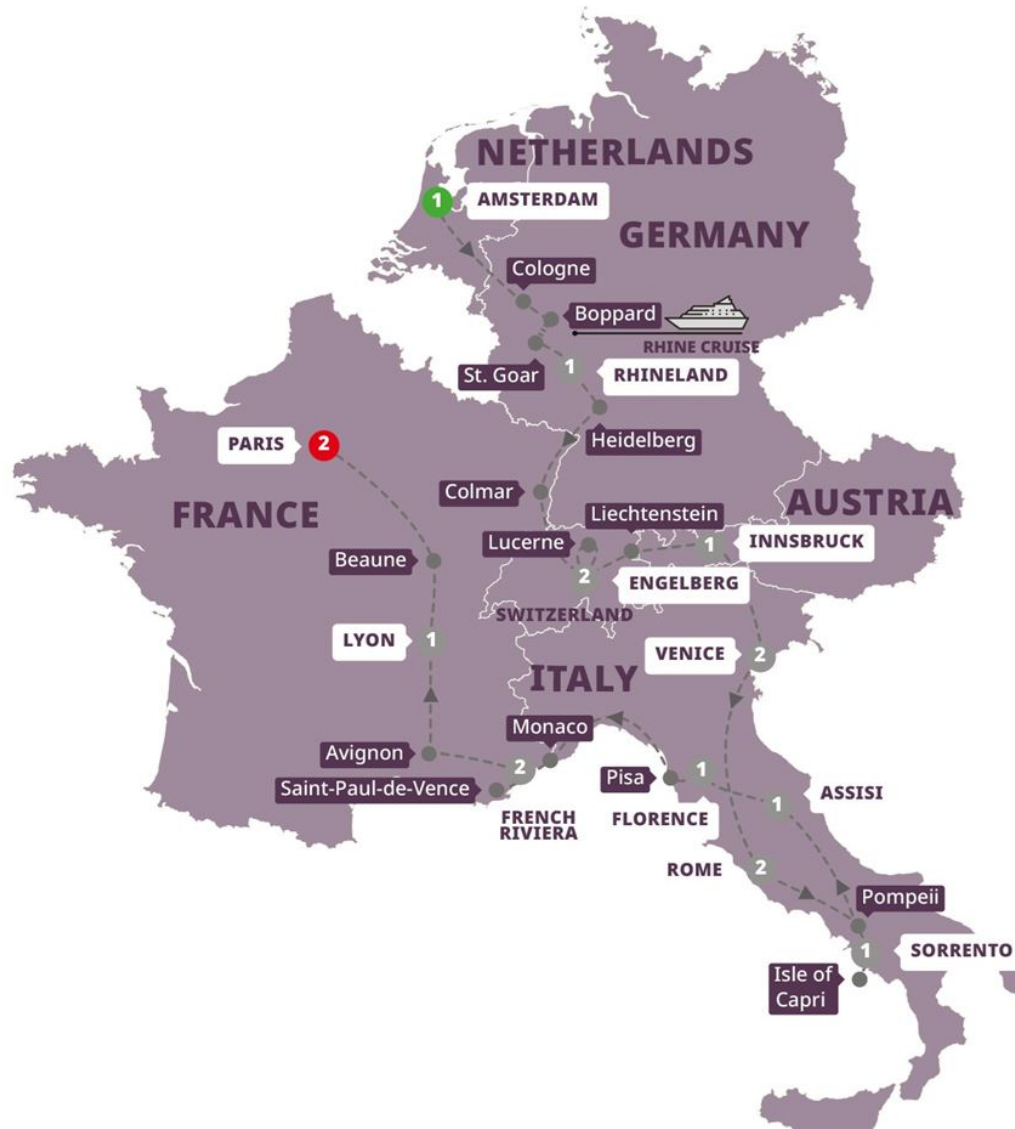 NETHERLANDS
1
AMSTERDAM
GERMANY
Cologne
Boppard
RHINE CRUISE
St. Goar
1
RHINELAND
PARIS
2
Heidelberg
FRANCE
Colmar
AUSTRIA
Liechtenstein
Lucerne
1
INNSBRUCK
Beaune
2
ENGELBERG
SWITZERLAND
LYON
1
VENICE
2
ITALY
Monaco
Avignon
2
Saint-Paul-de-Vence
FRENCH
RIVIERA
Pisa
1
FLORENCE
1
ASSISI
ROME
2
Pompeii
1
SORRENTO
Isle of
Capri